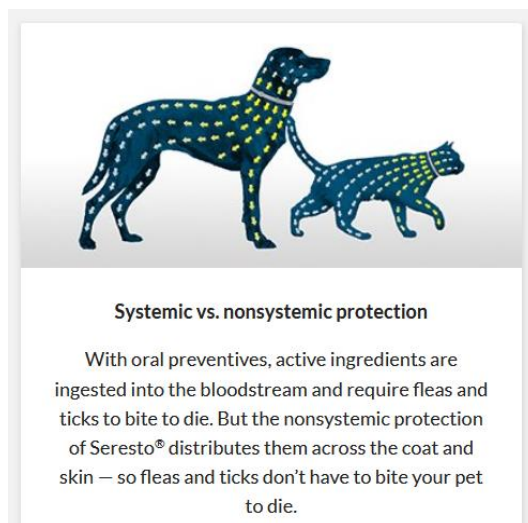 Systemic vs. nonsystemic protection
With oral preventives, active ingredients are
ingested into the bloodstream and require fleas and
ticks to bite to die. But the nonsystemic protection
of Seresto® distributes them across the coat and
skin — so fleas and ticks don’t have to bite your pet
to die.